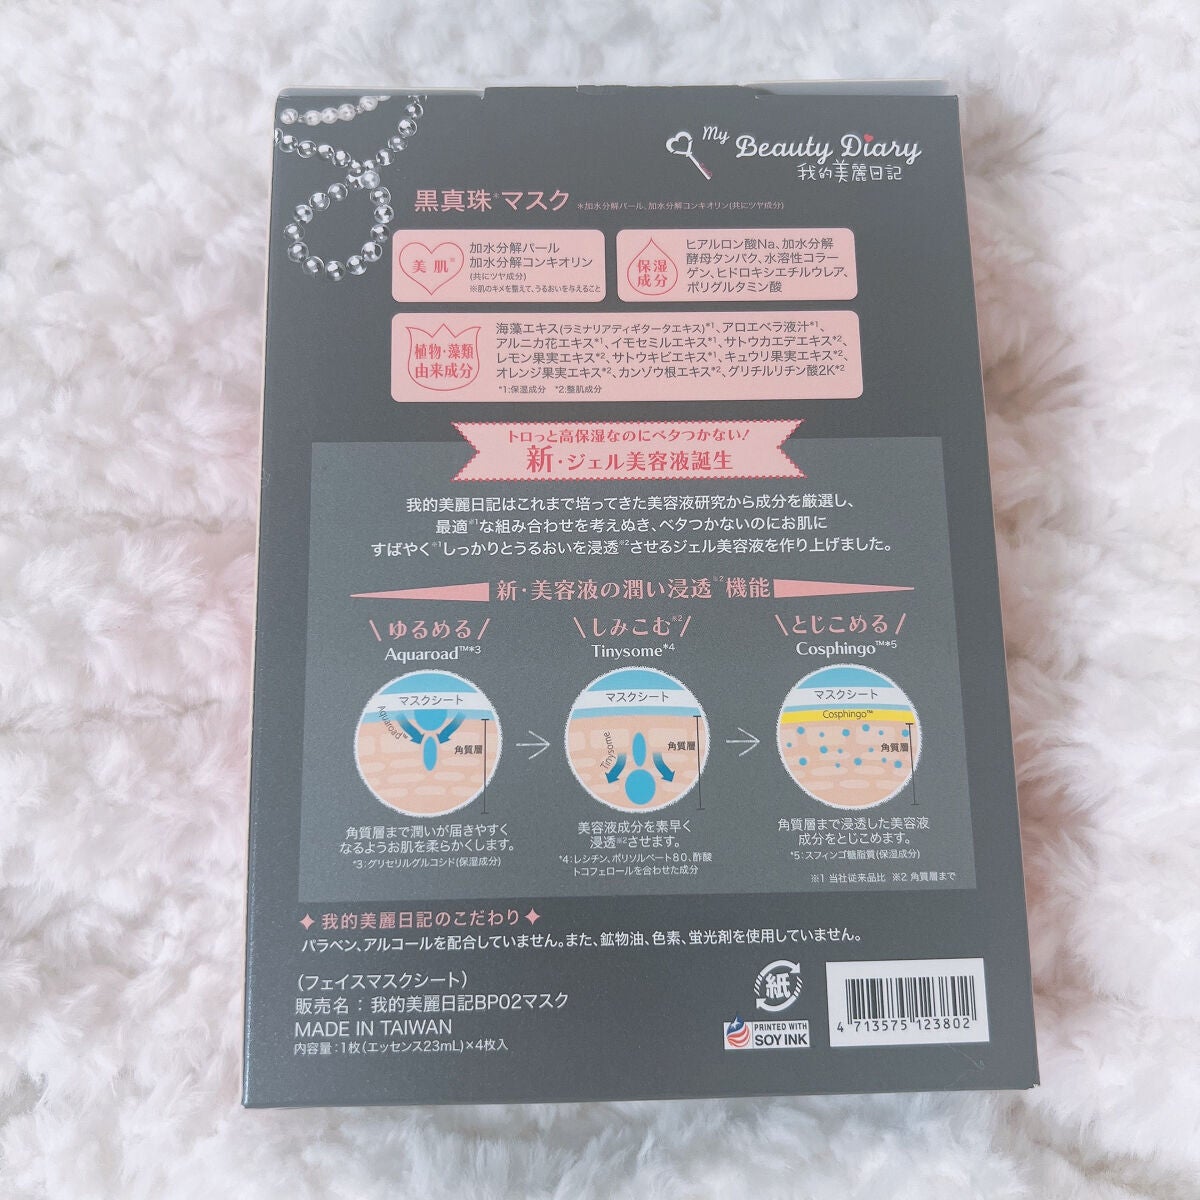 My Beauty Diary
我的美麗日記
黒真珠*マスク *加水分解パール、加水分解コンキオリン(共にツヤ成分)
美肌※
加水分解パール
加水分解コンキオリン
(共にツヤ成分)
※肌のキメを整えて、うるおいを与えること
保湿
成分
ヒアルロン酸Na、加水分解
酵母タンパク、水溶性コラー
ゲン、ヒドロキシエチルウレア、
ポリグルタミン酸
植物・藻類
由来成分
海藻エキス(ラミナリアディギタータエキス)*1、アロエベラ液汁*1、
アルニカ花エキス*1、イモセミルエキス*1、サトウカエデエキス*2、
レモン果実エキス*2、サトウキビエキス*1、キュウリ果実エキス*2、
オレンジ果実エキス*2、カンゾウ根エキス*2、グリチルリチン酸2K*2
*1:保湿成分 *2:整肌成分
トロっと高保湿なのにベタつかない!
新・ジェル美容液誕生
我的美麗日記はこれまで培ってきた美容液研究から成分を厳選し、
最適※1な組み合わせを考えぬき、ベタつかないのにお肌に
すばやく※1しっかりとうるおいを浸透※2させるジェル美容液を作り上げました。
新・美容液の潤い浸透※2機能
\ゆるめる/
Aquaroad™*3
マスクシート
Aquaroad™
角質層
角質層まで潤いが届きやすく
なるようお肌を柔らかくします。
*3:グリセリルグルコシド(保湿成分)
\しみこむ※2/
Tinysome*4
マスクシート
Tinysome
角質層
美容液成分を素早く
浸透※2させます。
*4:レシチン、ポリソルベート80、酢酸
トコフェロールを合わせた成分
\とじこめる/
Cosphingo™*5
マスクシート
Cosphingo™
角質層
角質層まで浸透した美容液
成分をとじこめます。
*5:スフィンゴ糖脂質(保湿成分)
※1 当社従来品比 ※2 角質層まで
✦ 我的美麗日記のこだわり ✦
パラベン、アルコールを配合していません。また、鉱物油、色素、蛍光剤を使用していません。
(フェイスマスクシート)
販売名:我的美麗日記BP02マスク
MADE IN TAIWAN
内容量:1枚(エッセンス23mL)×4枚入
紙
PRINTED WITH
SOY INK
4 713575 123802